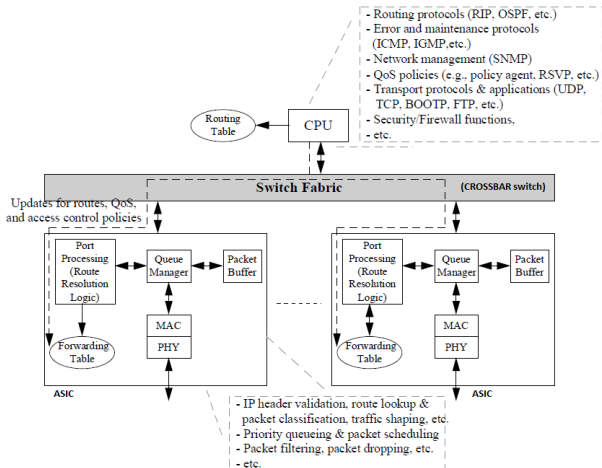 - Routing protocols (RIP, OSPF, etc.)
- Error and maintenance protocols
(ICMP, IGMP,etc.)
- Network management (SNMP)
- QoS policies (e.g., policy agent, RSVP, etc.)
- Transport protocols & applications (UDP,
TCP, BOOTP, FTP, etc.)
- Security/Firewall functions,
- etc.
Routing
Table
CPU
Switch Fabric
(CROSSBAR switch)
Updates for routes, QoS,
and access control policies
Port
Processing
(Route
Resolution
Logic)
Queue
Manager
Packet
Buffer
MAC
PHY
Forwarding
Table
ASIC
Port
Processing
(Route
Resolution
Logic)
Queue
Manager
Packet
Buffer
MAC
PHY
Forwarding
Table
ASIC
- IP header validation, route lookup &
packet classification, traffic shaping, etc.
- Priority queueing & packet scheduling
- Packet filtering, packet dropping, etc.
- etc.